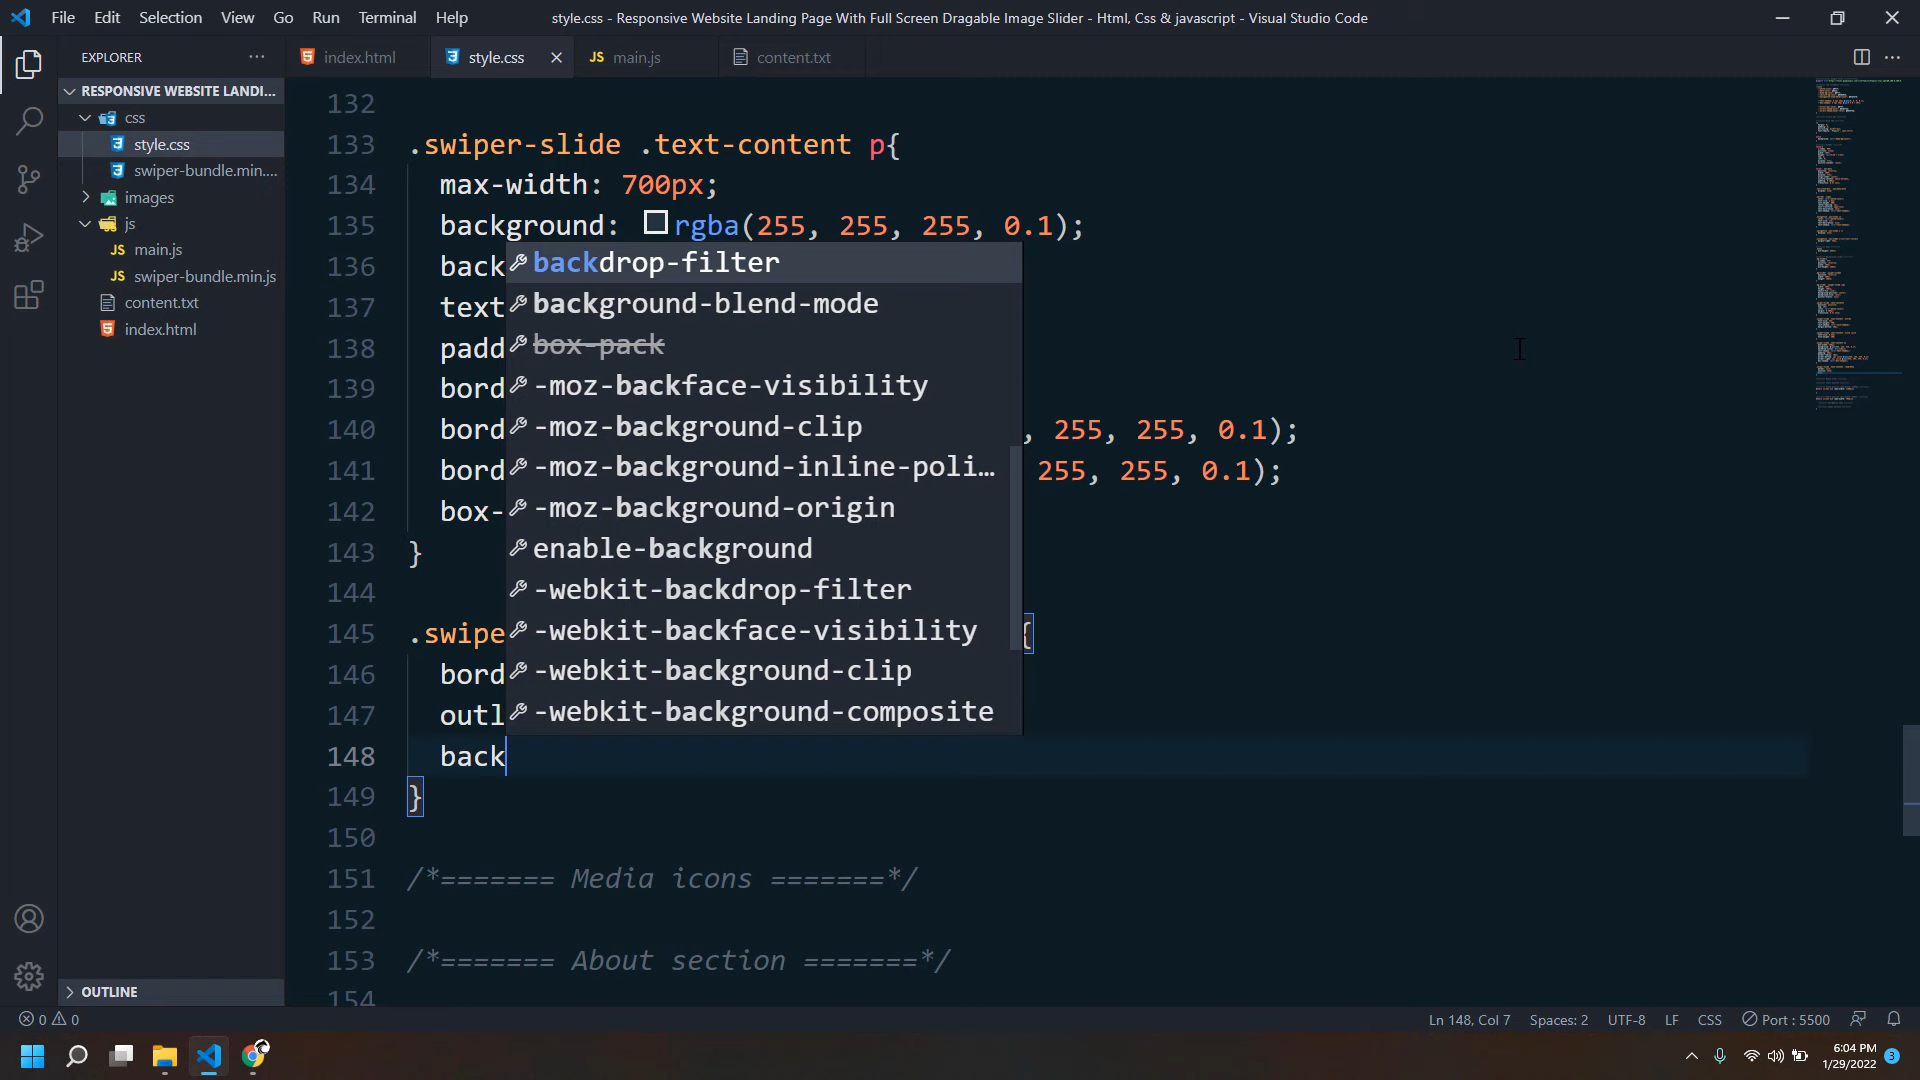 File Edit Selection View Go Run Terminal Help
style.css - Responsive Website Landing Page With Full Screen Dragable Image Slider - Html, Css & javascript - Visual Studio Code
EXPLORER
index.html
style.css
JS main.js
content.txt
RESPONSIVE WEBSITE LANDI...
css
style.css
swiper-bundle.min....
images
js
JS main.js
JS swiper-bundle.min.js
content.txt
index.html
OUTLINE
132
133 .swiper-slide .text-content p{
134 max-width: 700px;
135 background: rgba(255, 255, 255, 0.1);
136 back
137 text
138 padd
139 bord
140 bord , 255, 255, 0.1);
141 bord 255, 255, 0.1);
142 box-
143 }
144
145 .swipe {
146 bord
147 outl
148 back
149 }
150
151 /*======= Media icons =======*/
152
153 /*======= About section =======*/
154
backdrop-filter
background-blend-mode
box-pack
-moz-backface-visibility
-moz-background-clip
-moz-background-inline-poli...
-moz-background-origin
enable-background
-webkit-backdrop-filter
-webkit-backface-visibility
-webkit-background-clip
-webkit-background-composite
0 0
Ln 148, Col 7 Spaces: 2 UTF-8 LF CSS Port : 5500
6:04 PM
1/29/2022
3